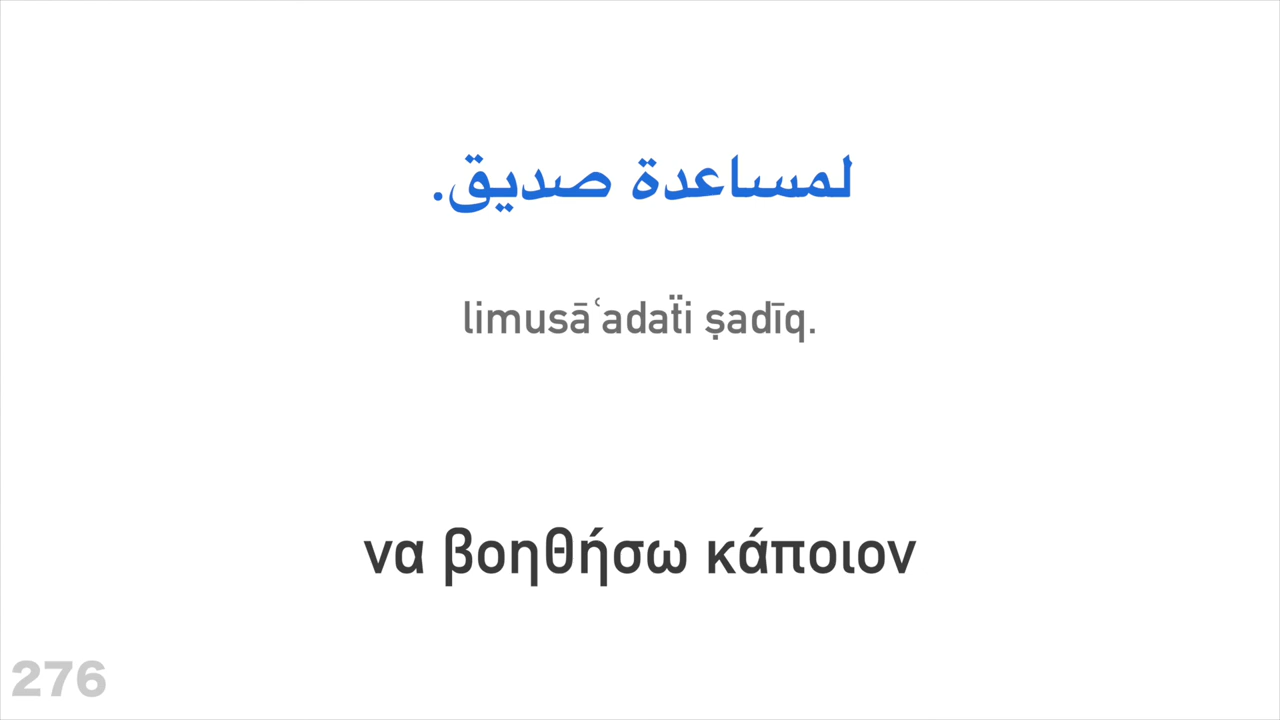 لمساعدة صديق.
limusāʿadaẗi ṣadīq.
να βοηθήσω κάποιον
276